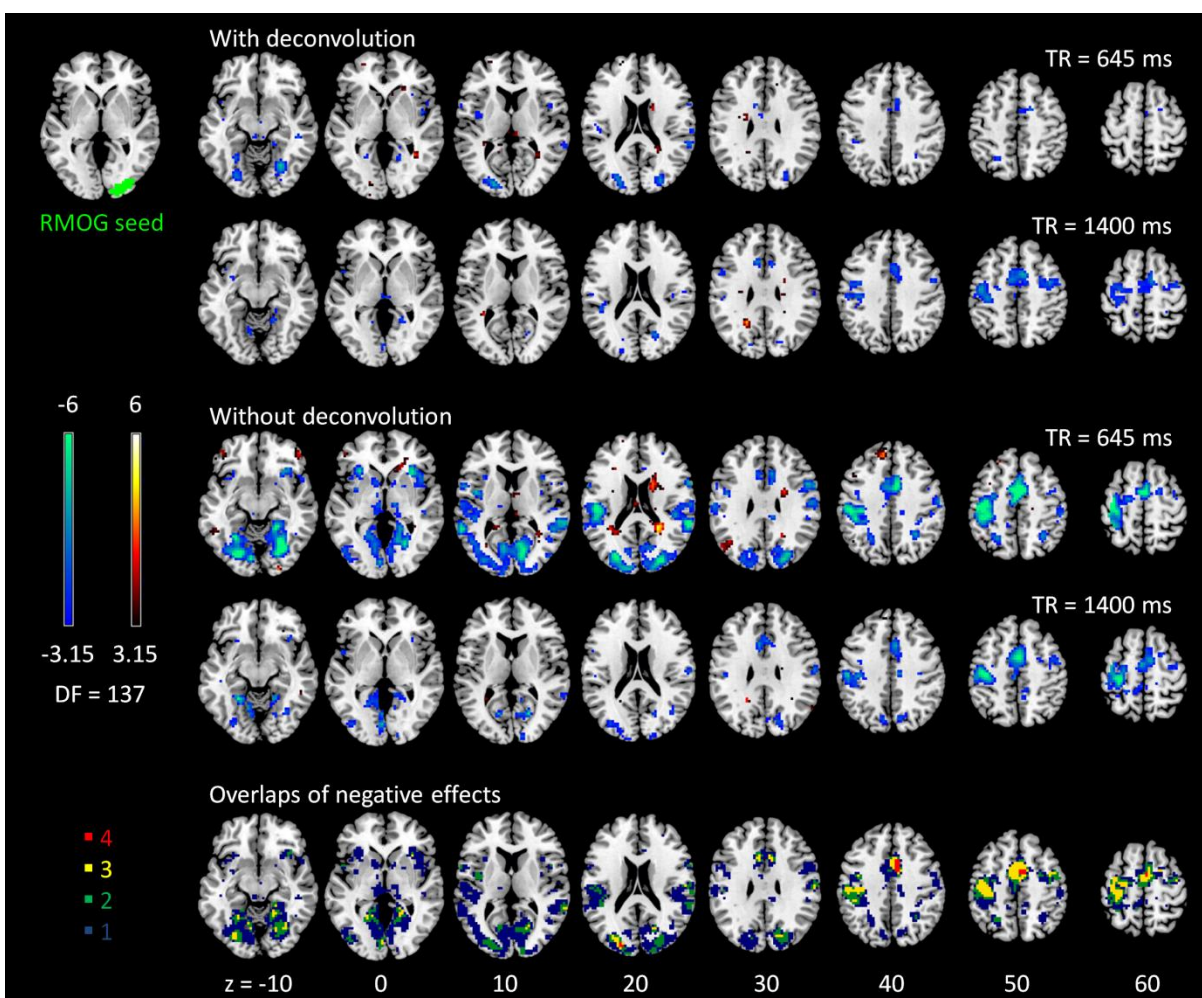 With deconvolution
TR = 645 ms
RMOG seed
TR = 1400 ms
-6 6
Without deconvolution
TR = 645 ms
-3.15 3.15
DF = 137
TR = 1400 ms
Overlaps of negative effects
4
3
2
1
z = -10 0 10 20 30 40 50 60